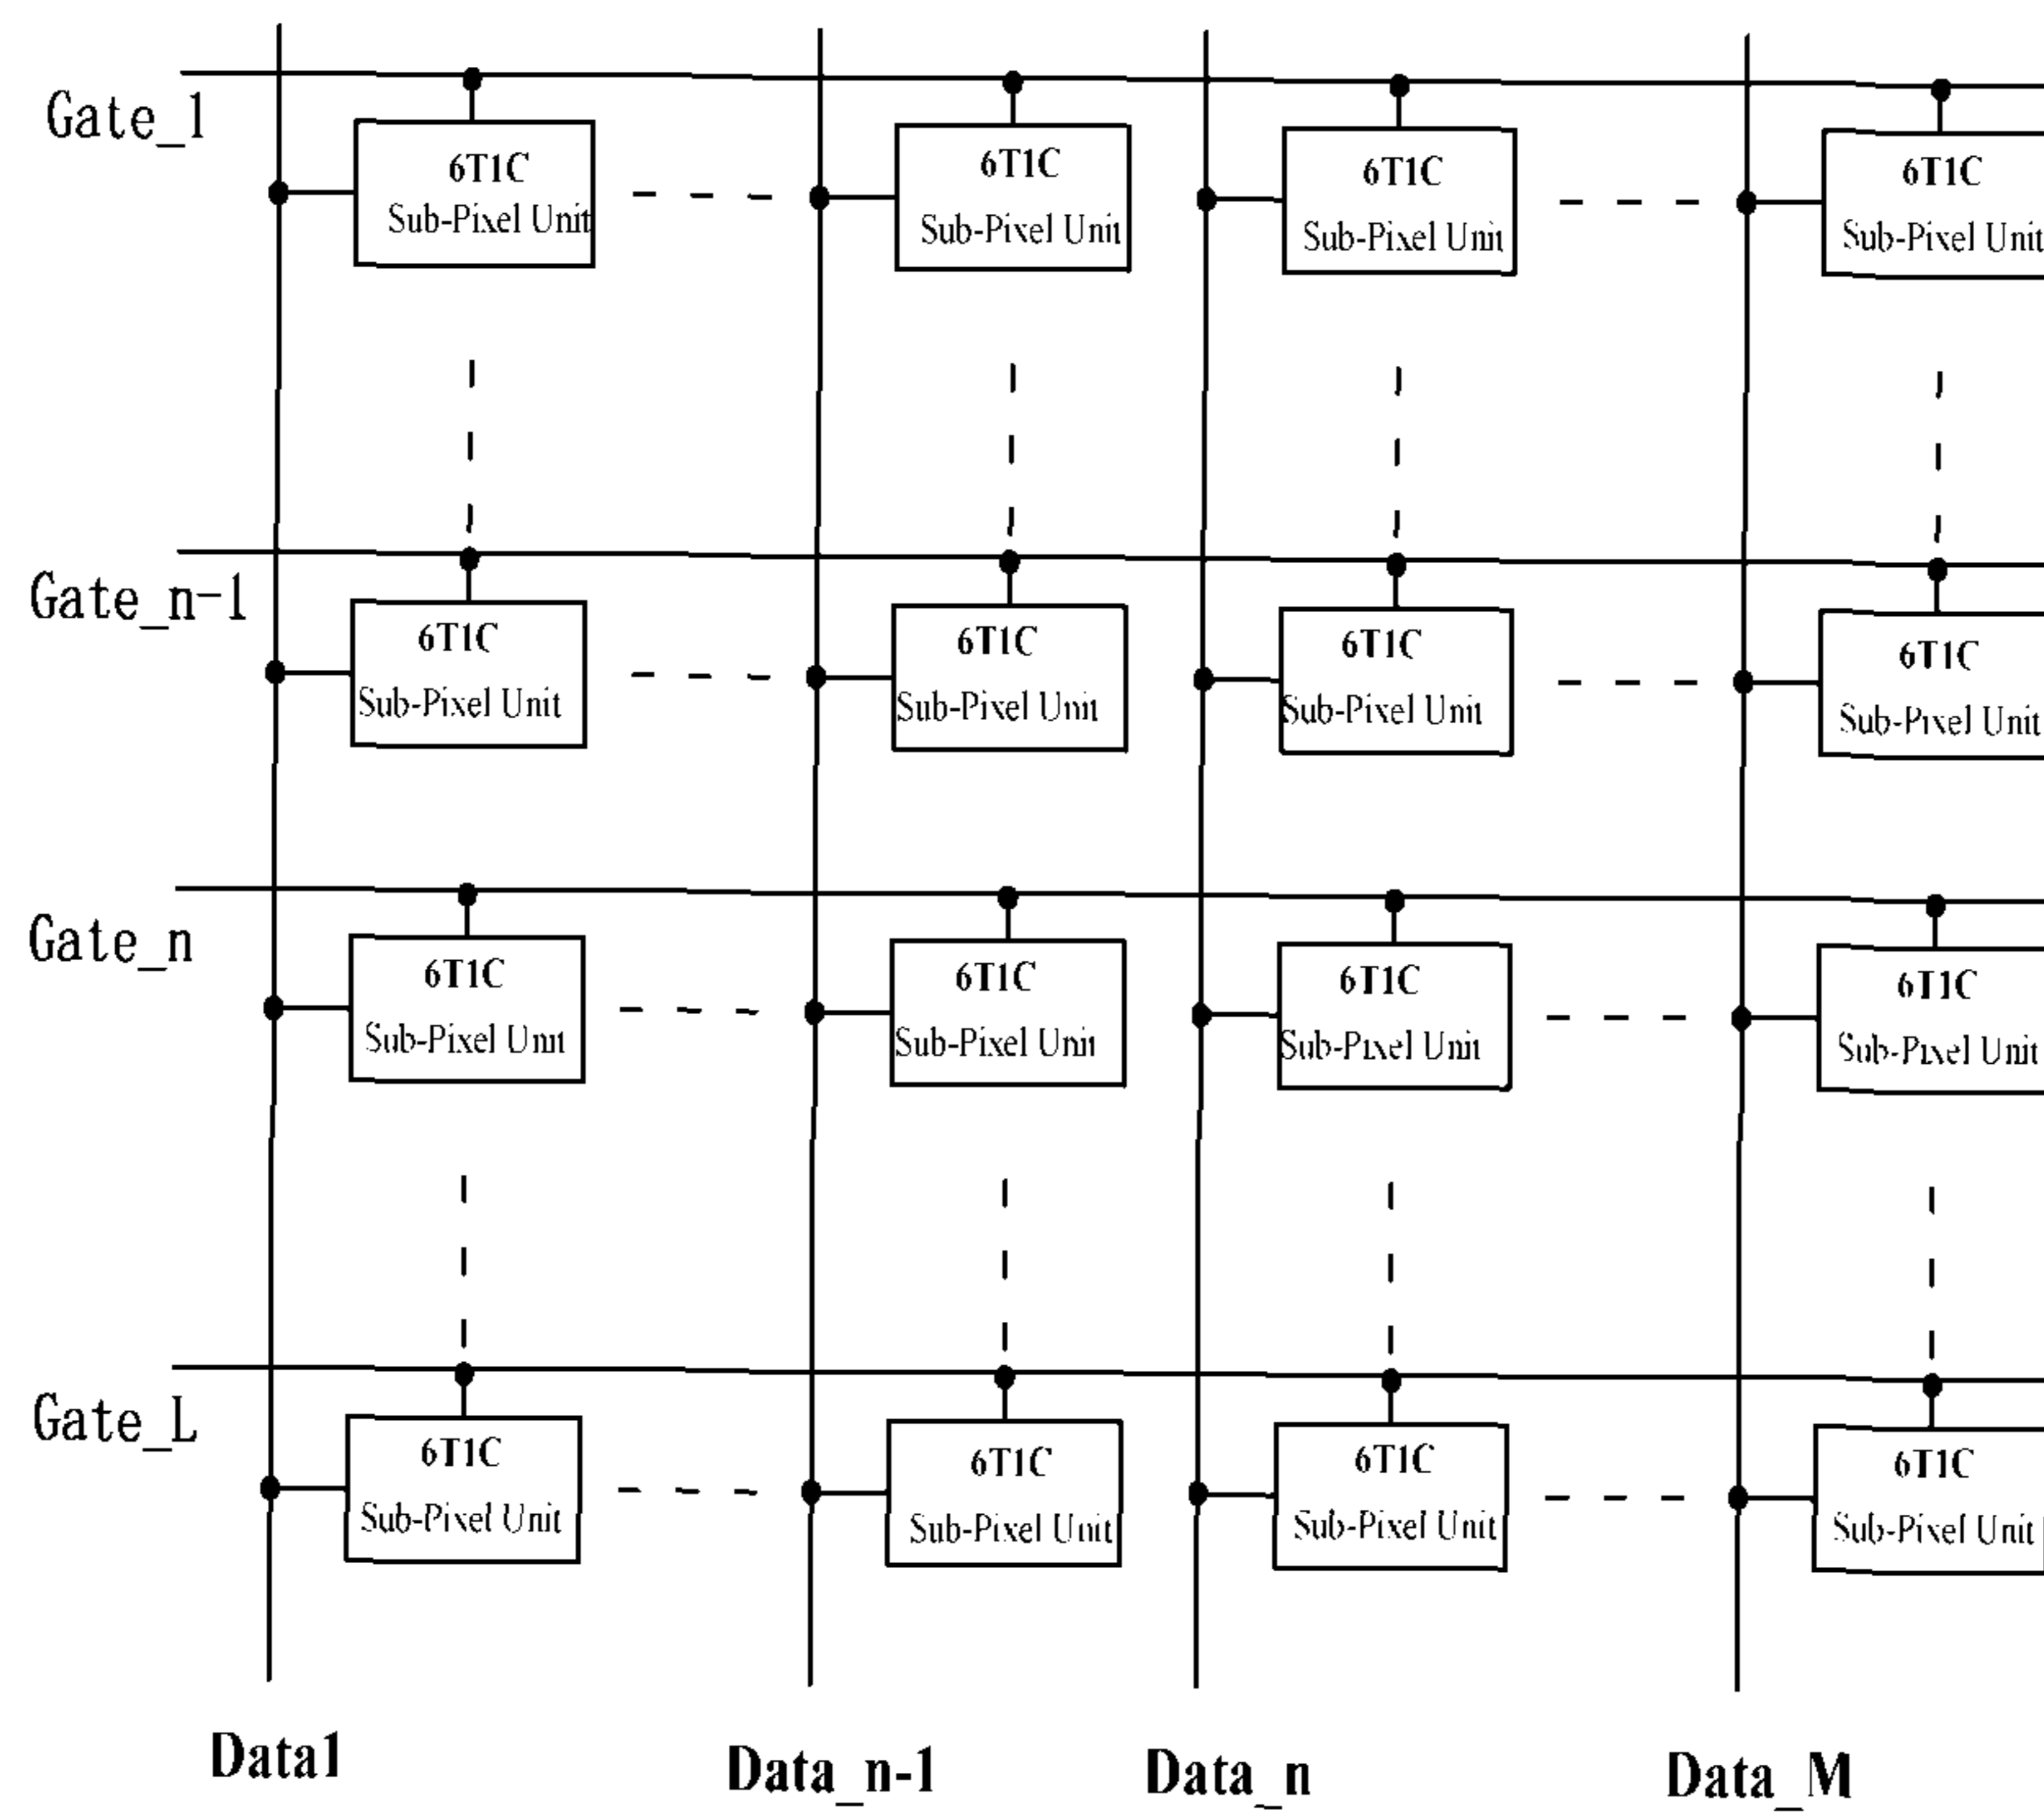 Gate_1
6T1C
Sub-Pixel Unit
6T1C
Sub-Pixel Unit
6T1C
Sub-Pixel Unit
6T1C
Sub-Pixel Unit
Gate_n-1
6T1C
Sub-Pixel Unit
6T1C
Sub-Pixel Unit
6T1C
Sub-Pixel Unit
6T1C
Sub-Pixel Unit
Gate_n
6T1C
Sub-Pixel Unit
6T1C
Sub-Pixel Unit
6T1C
Sub-Pixel Unit
6T1C
Sub-Pixel Unit
Gate_L
6T1C
Sub-Pixel Unit
6T1C
Sub-Pixel Unit
6T1C
Sub-Pixel Unit
6T1C
Sub-Pixel Unit
Data1
Data_n-1
Data_n
Data_M